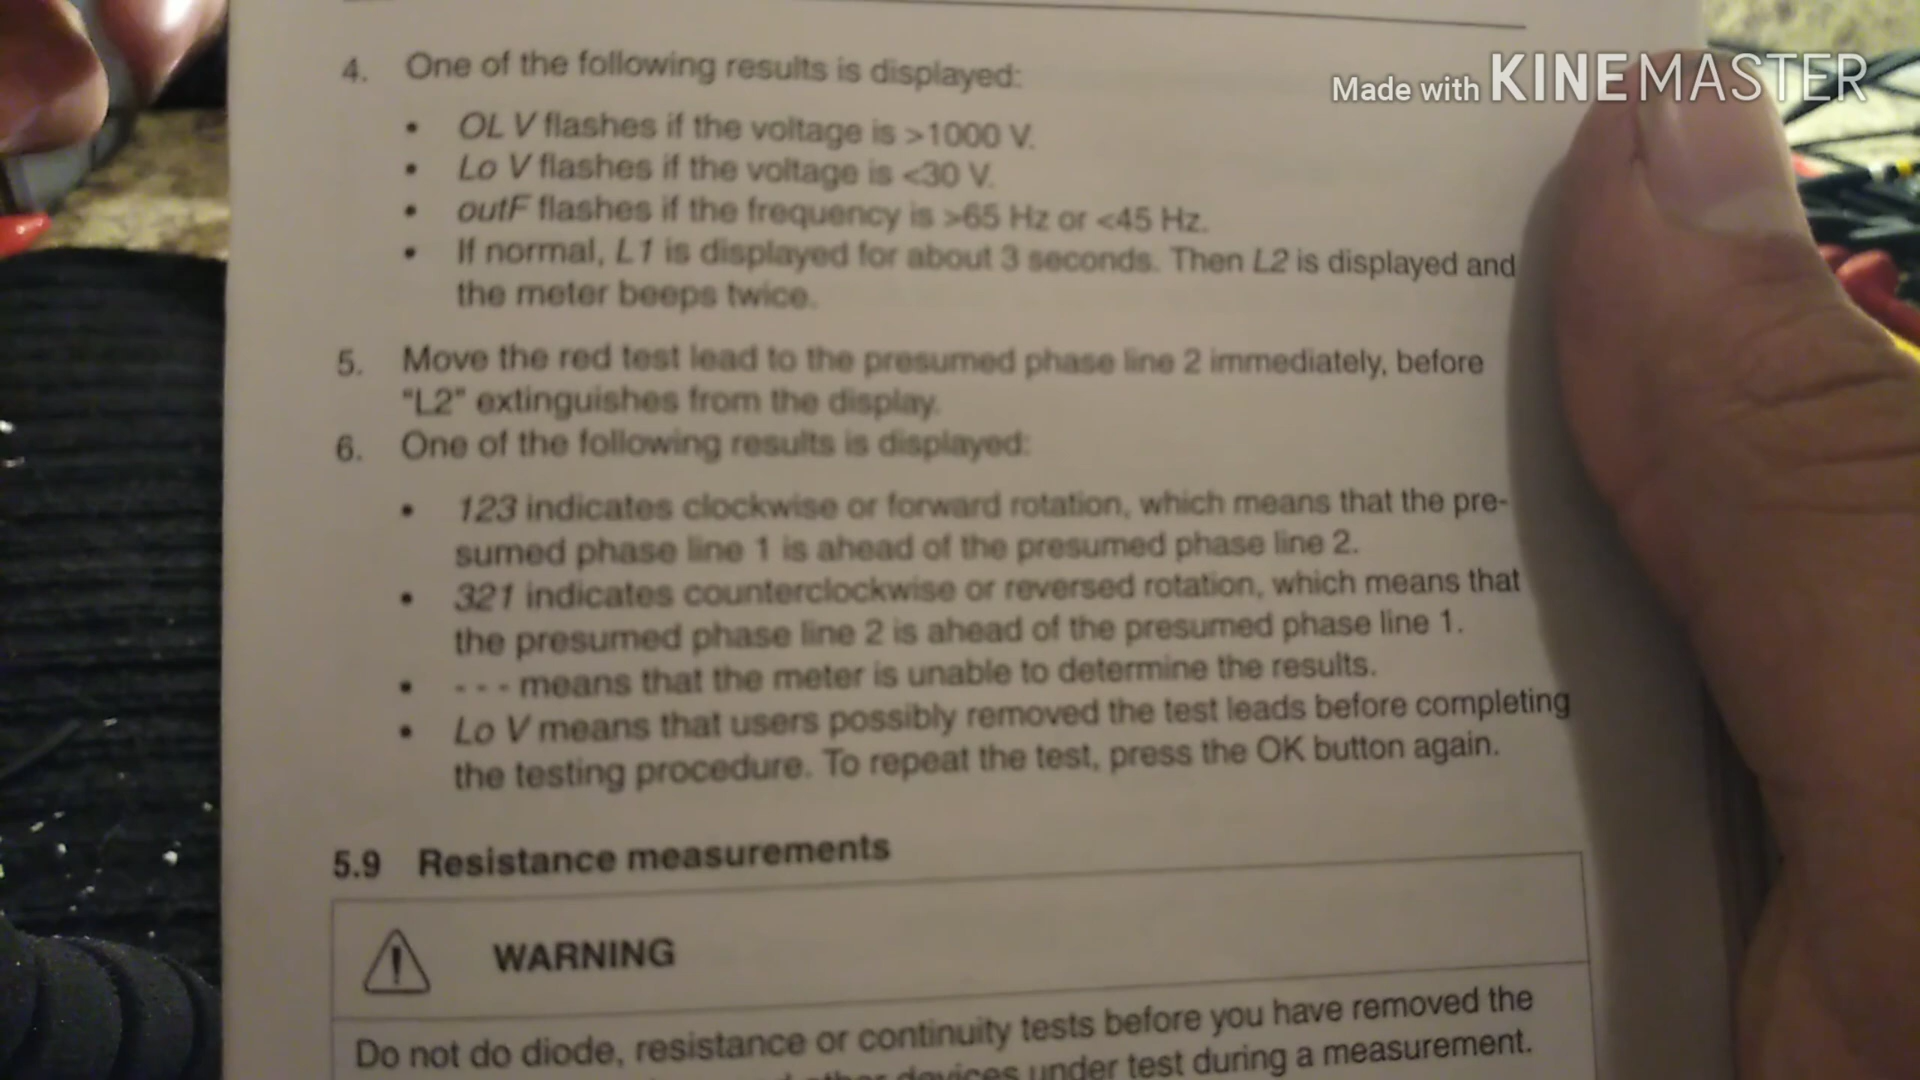 Made with KINEMASTER
4. One of the following results is displayed:
• OL V flashes if the voltage is >1000 V.
• Lo V flashes if the voltage is <30 V.
• outF flashes if the frequency is >65 Hz or <45 Hz.
• If normal, L1 is displayed for about 3 seconds. Then L2 is displayed and
the meter beeps twice.
5. Move the red test lead to the presumed phase line 2 immediately, before
"L2" extinguishes from the display.
6. One of the following results is displayed:
• 123 indicates clockwise or forward rotation, which means that the pre-
sumed phase line 1 is ahead of the presumed phase line 2.
• 321 indicates counterclockwise or reversed rotation, which means that
the presumed phase line 2 is ahead of the presumed phase line 1.
• - - - means that the meter is unable to determine the results.
• Lo V means that users possibly removed the test leads before completing
the testing procedure. To repeat the test, press the OK button again.
5.9 Resistance measurements
WARNING
Do not do diode, resistance or continuity tests before you have removed the
other devices under test during a measurement.